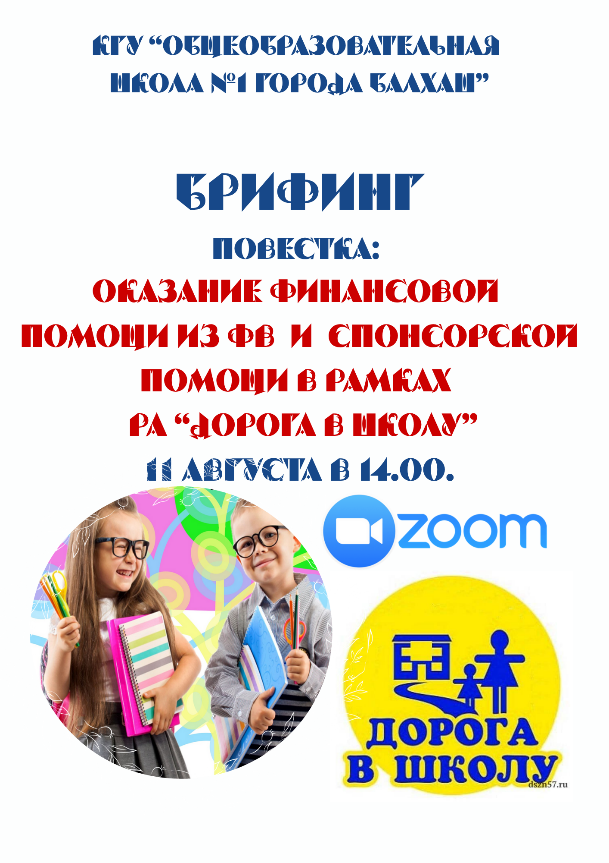 КГУ “ОБЩЕОБРАЗОВАТЕЛЬНАЯ
ШКОЛА №1 ГОРОДА БАЛХАШ”
БРИФИНГ
ПОВЕСТКА:
ОКАЗАНИЕ ФИНАНСОВОЙ
ПОМОЩИ ИЗ ФВ И СПОНСОРСКОЙ
ПОМОЩИ В РАМКАХ
РА “ДОРОГА В ШКОЛУ”
11 АВГУСТА В 14.00.
zoom
ДОРОГА
В ШКОЛУ
dszn57.ru